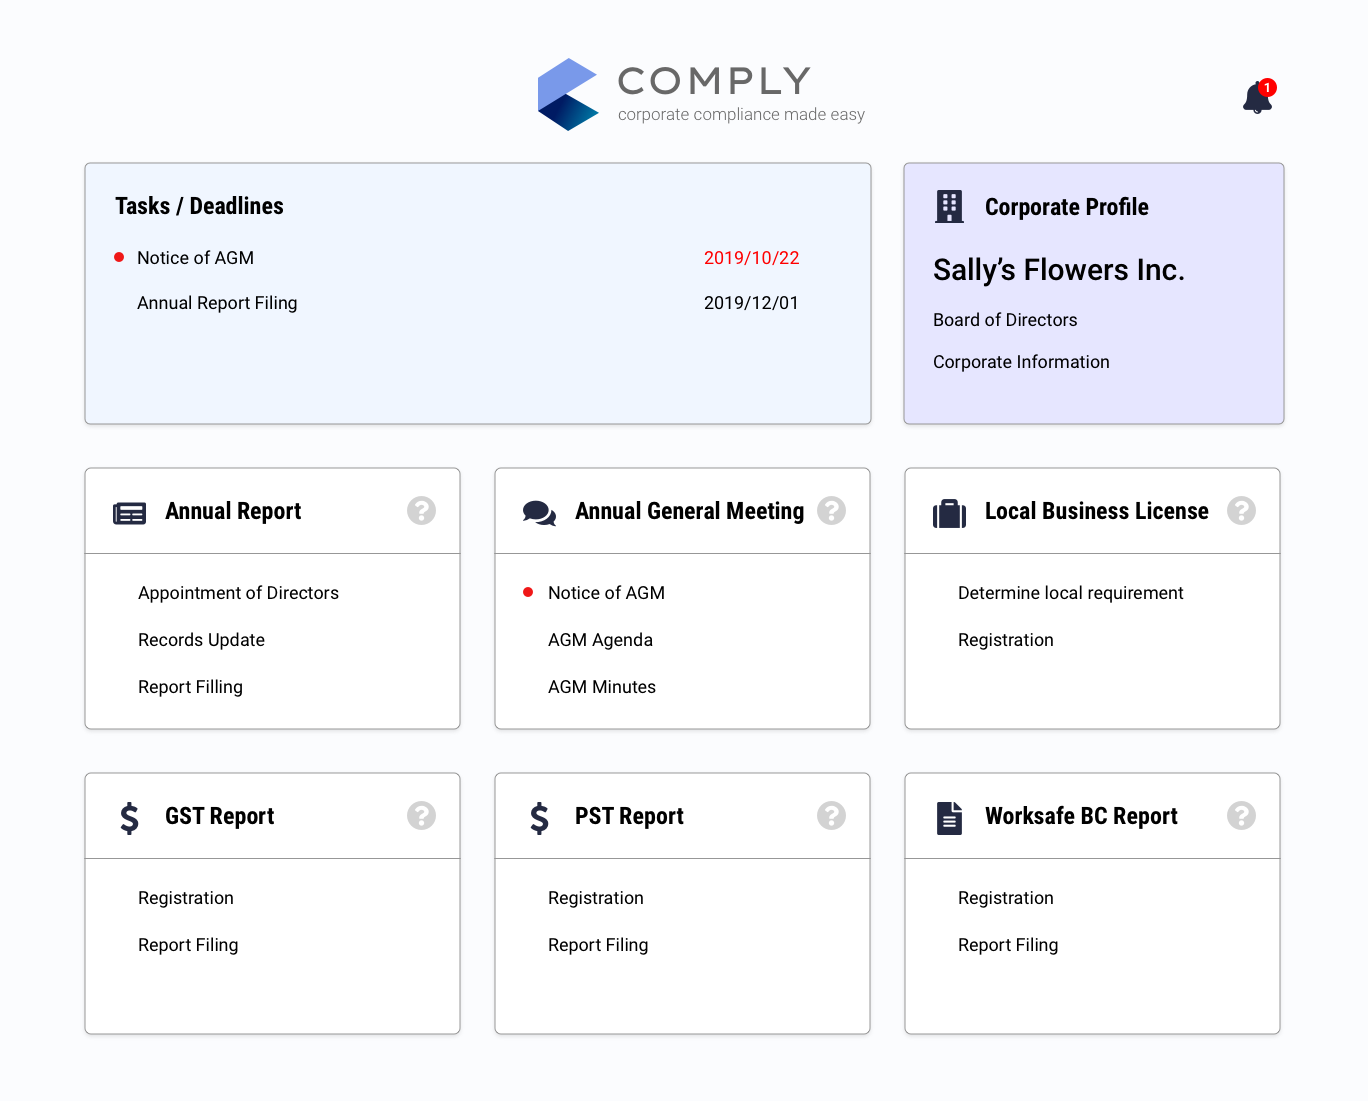 COMPLY
corporate compliance made easy
1
Tasks / Deadlines
Notice of AGM 2019/10/22
Annual Report Filing 2019/12/01
Corporate Profile
Sally’s Flowers Inc.
Board of Directors
Corporate Information
Annual Report ?
Appointment of Directors
Records Update
Report Filling
Annual General Meeting ?
Notice of AGM
AGM Agenda
AGM Minutes
Local Business License ?
Determine local requirement
Registration
$ GST Report ?
Registration
Report Filing
$ PST Report ?
Registration
Report Filing
Worksafe BC Report ?
Registration
Report Filing